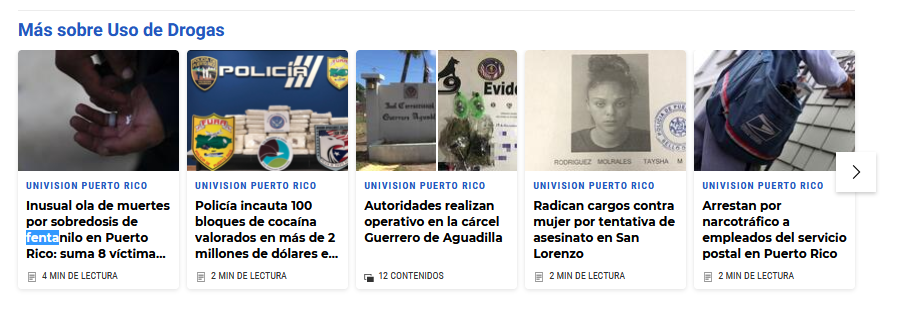 Más sobre Uso de Drogas
POLICÍA
FURA
Evide
RODRIGUEZ MOLRALES TAYSHA M
UNIVISION PUERTO RICO
Inusual ola de muertes
por sobredosis de
fentanilo en Puerto
Rico: suma 8 víctima...
4 MIN DE LECTURA
UNIVISION PUERTO RICO
Policía incauta 100
bloques de cocaína
valorados en más de 2
millones de dólares e...
2 MIN DE LECTURA
UNIVISION PUERTO RICO
Autoridades realizan
operativo en la cárcel
Guerrero de Aguadilla
12 CONTENIDOS
UNIVISION PUERTO RICO
Radican cargos contra
mujer por tentativa de
asesinato en San
Lorenzo
2 MIN DE LECTURA
UNIVISION PUERTO RICO
Arrestan por
narcotráfico a
empleados del servicio
postal en Puerto Rico
2 MIN DE LECTURA